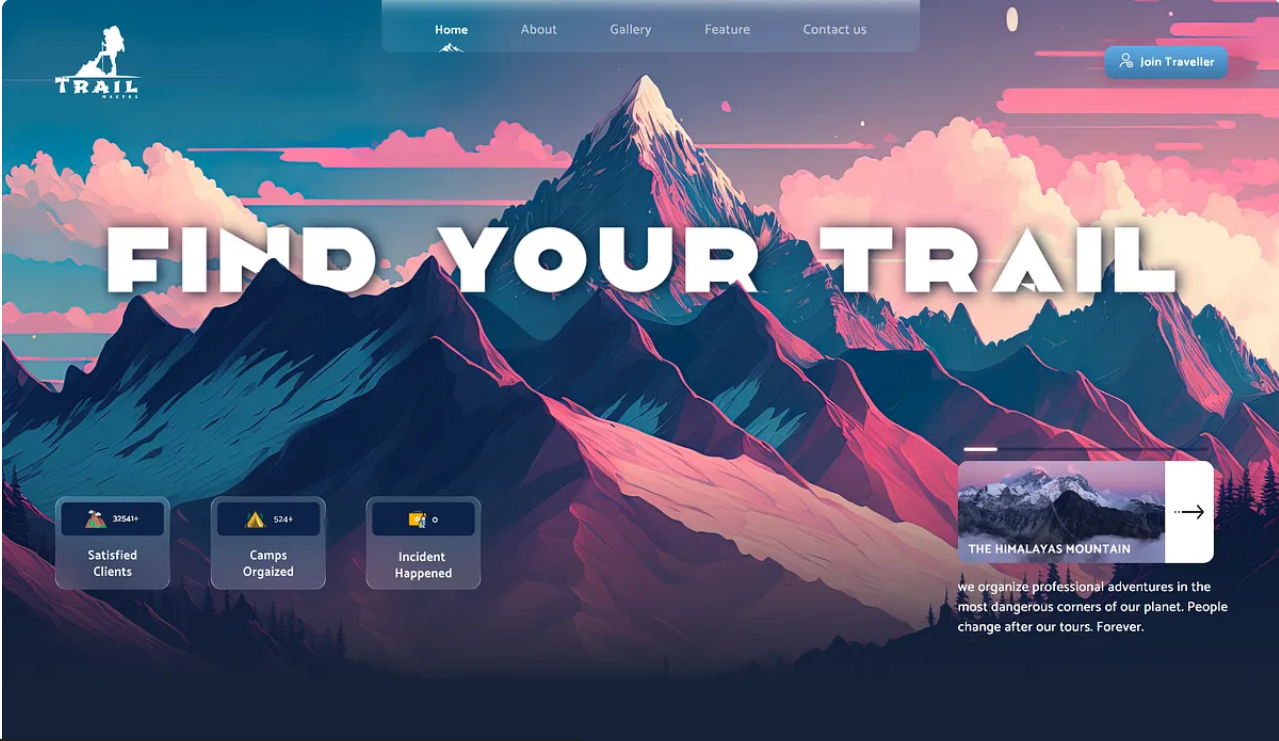 TRAIL
MAKERS
Home
About
Gallery
Feature
Contact us
Join Traveller
FIND YOUR TRAIL
32541+
Satisfied
Clients
524+
Camps
Orgaized
0
Incident
Happened
THE HIMALAYAS MOUNTAIN
we organize professional adventures in the
most dangerous corners of our planet. People
change after our tours. Forever.